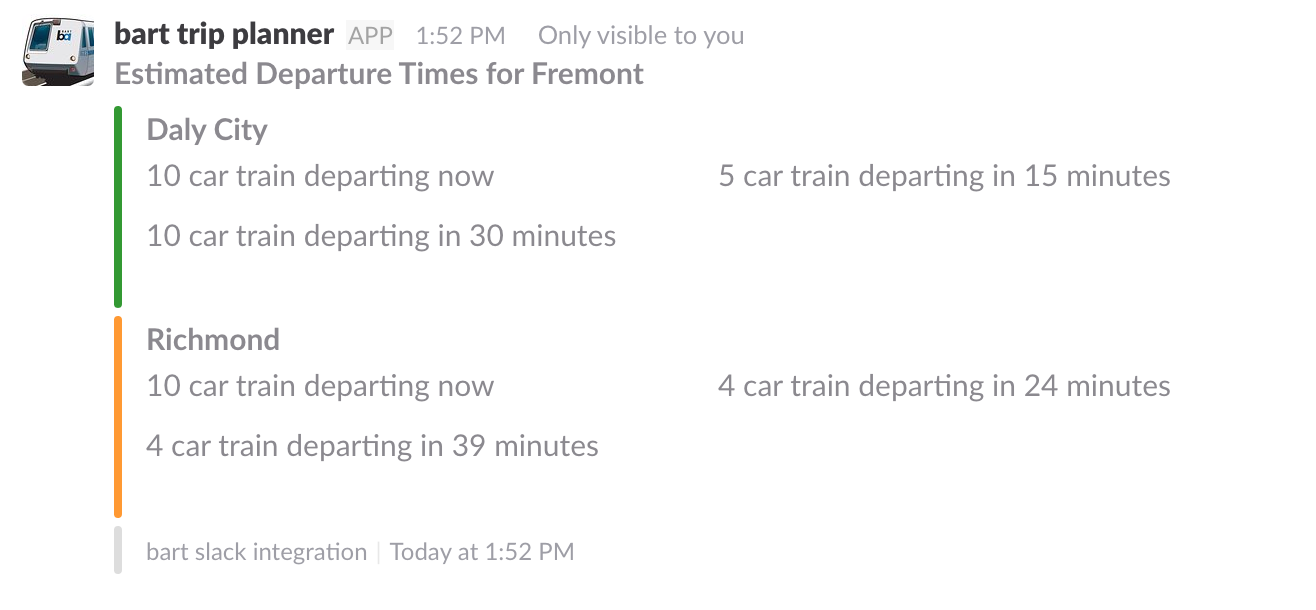 bart trip planner APP 1:52 PM Only visible to you
Estimated Departure Times for Fremont
Daly City
10 car train departing now 5 car train departing in 15 minutes
10 car train departing in 30 minutes
Richmond
10 car train departing now 4 car train departing in 24 minutes
4 car train departing in 39 minutes
bart slack integration | Today at 1:52 PM